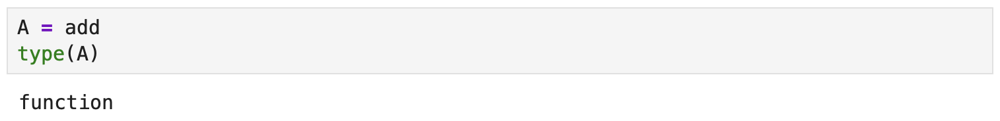 A = add
type(A)
function